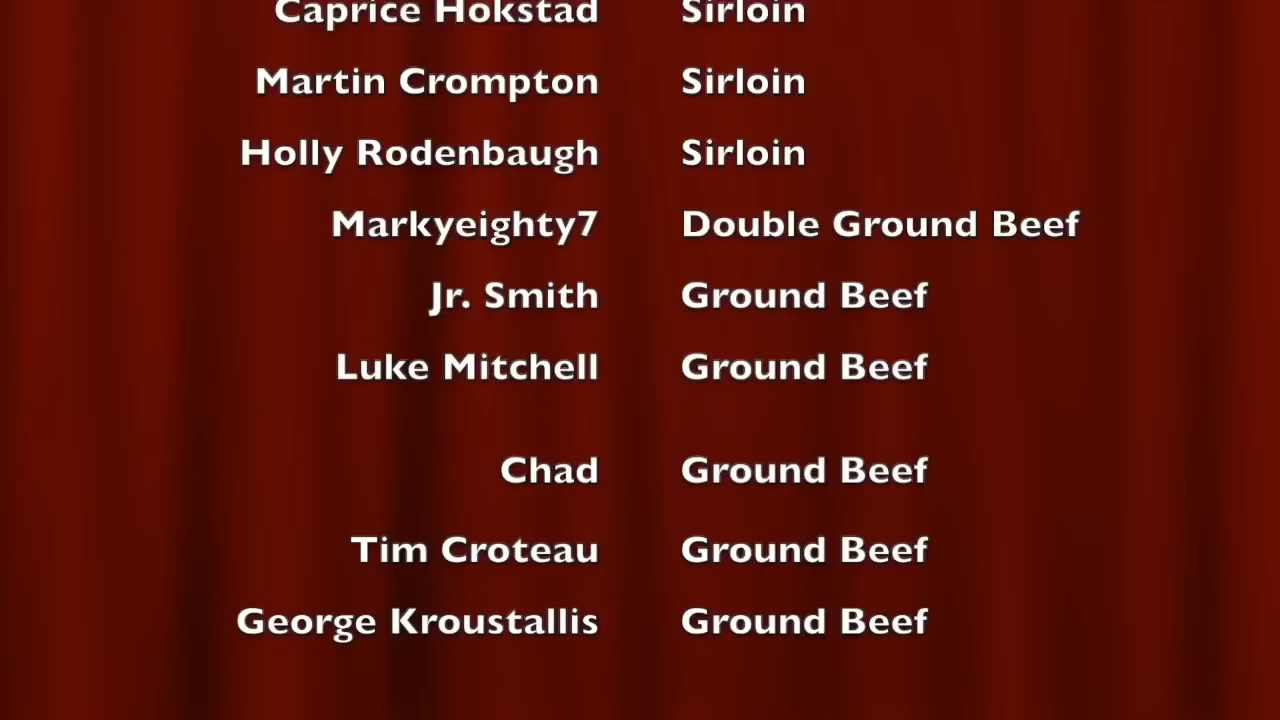 Caprice Hokstad Sirloin
Martin Crompton Sirloin
Holly Rodenbaugh Sirloin
Markyeighty7 Double Ground Beef
Jr. Smith Ground Beef
Luke Mitchell Ground Beef
Chad Ground Beef
Tim Croteau Ground Beef
George Kroustallis Ground Beef